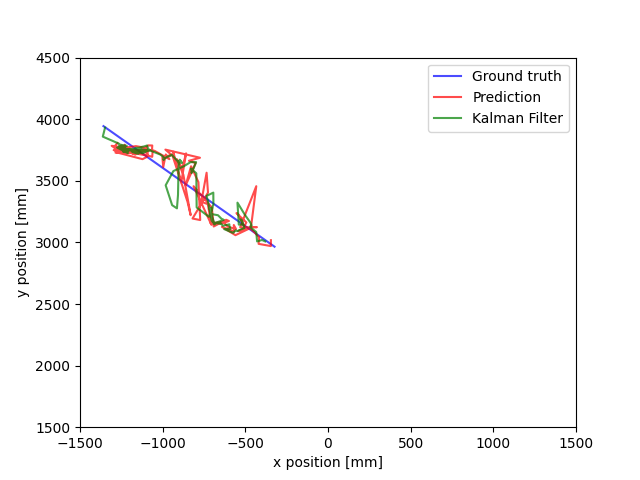 4500
4000
3500
3000
2500
2000
1500
y position [mm]
−1500
−1000
−500
0
500
1000
1500
x position [mm]
Ground truth
Prediction
Kalman Filter